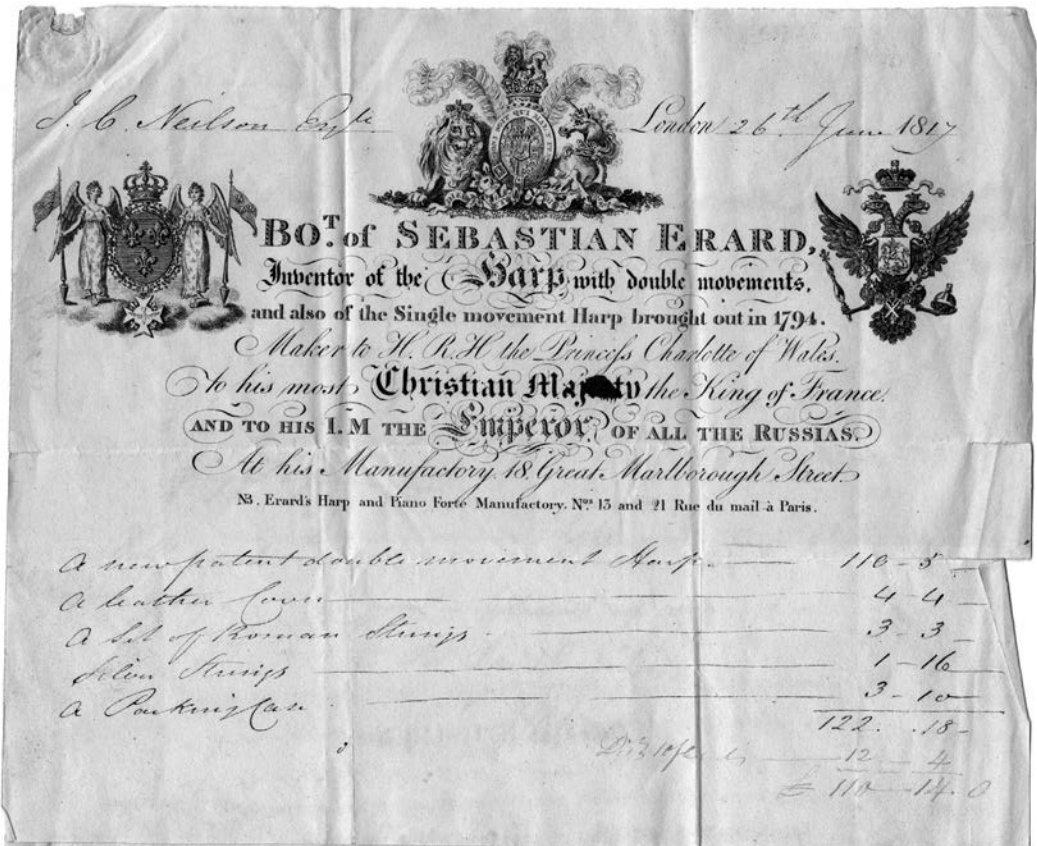 J. C. Neilson Esqre London 26th June 1817
BOT. of SEBASTIAN ERARD,
Inventor of the Harp, with double movements,
and also of the Single movement Harp brought out in 1794.
Maker to H. R. H the Princess Charlotte of Wales.
to his most Christian Majesty the King of France.
AND TO HIS I. M THE Emperor, OF ALL THE RUSSIAS.
At his Manufactory. 18 Great Marlborough Street.
NB. Erard's Harp and Piano Forte Manufactory. Nos 13 and 21 Rue du mail à Paris.
A new patent double movement Harp. — 110 - 5 -
A leather Cover — 4 - 4 -
A Set of Roman Strings - — 3 - 3 -
Silver Strings — 1 - 16
A Packing Case. — 3 - 10
122. . 18 -
12 — 4
£ 110 - 14. 0